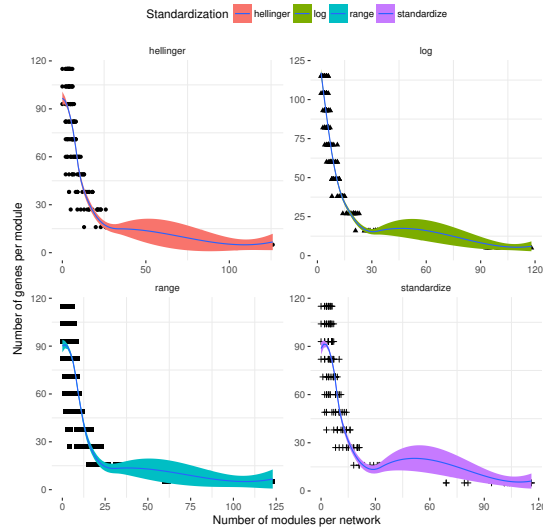 Standardization hellinger log range standardize
hellinger
log
Number of genes per module
120
90
60
30
0
0 50 100
125
100
75
50
25
0
0 30 60 90 120
range
standardize
120
90
60
30
0
0 25 50 75 100 125
120
90
60
30
0
0 30 60 90 120
Number of modules per network